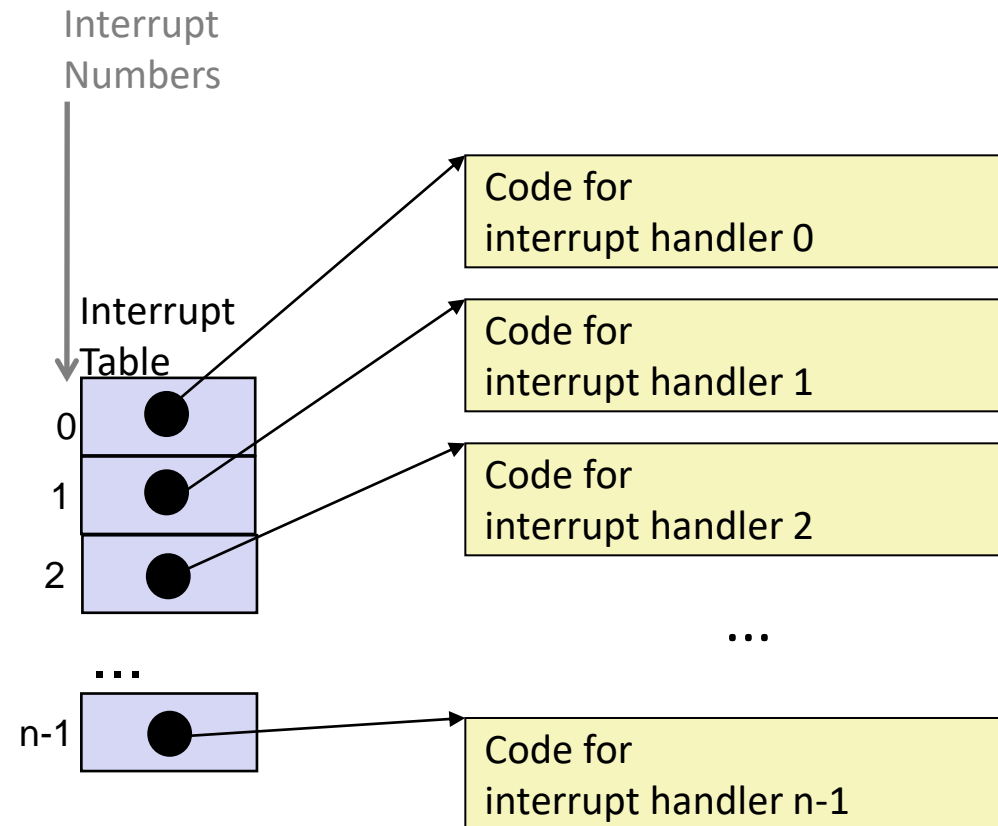 Interrupt
Numbers
Code for
interrupt handler 0
Interrupt
Table
Code for
interrupt handler 1
0
1
Code for
interrupt handler 2
2
...
...
n-1
Code for
interrupt handler n-1